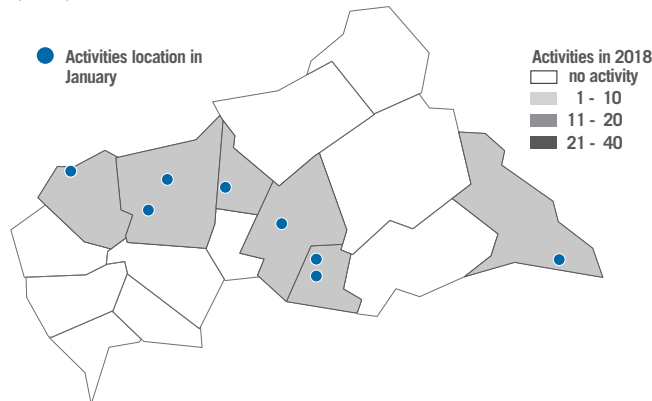 Activities location in
January
Activities in 2018
no activity
1 - 10
11 - 20
21 - 40